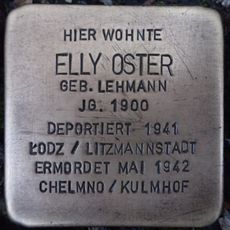 HIER WOHNTE
ELLY OSTER
GEB. LEHMANN
JG. 1900
DEPORTIERT 1941
ŁODZ / LITZMANNSTADT
ERMORDET MAI 1942
CHELMNO / KULMHOF